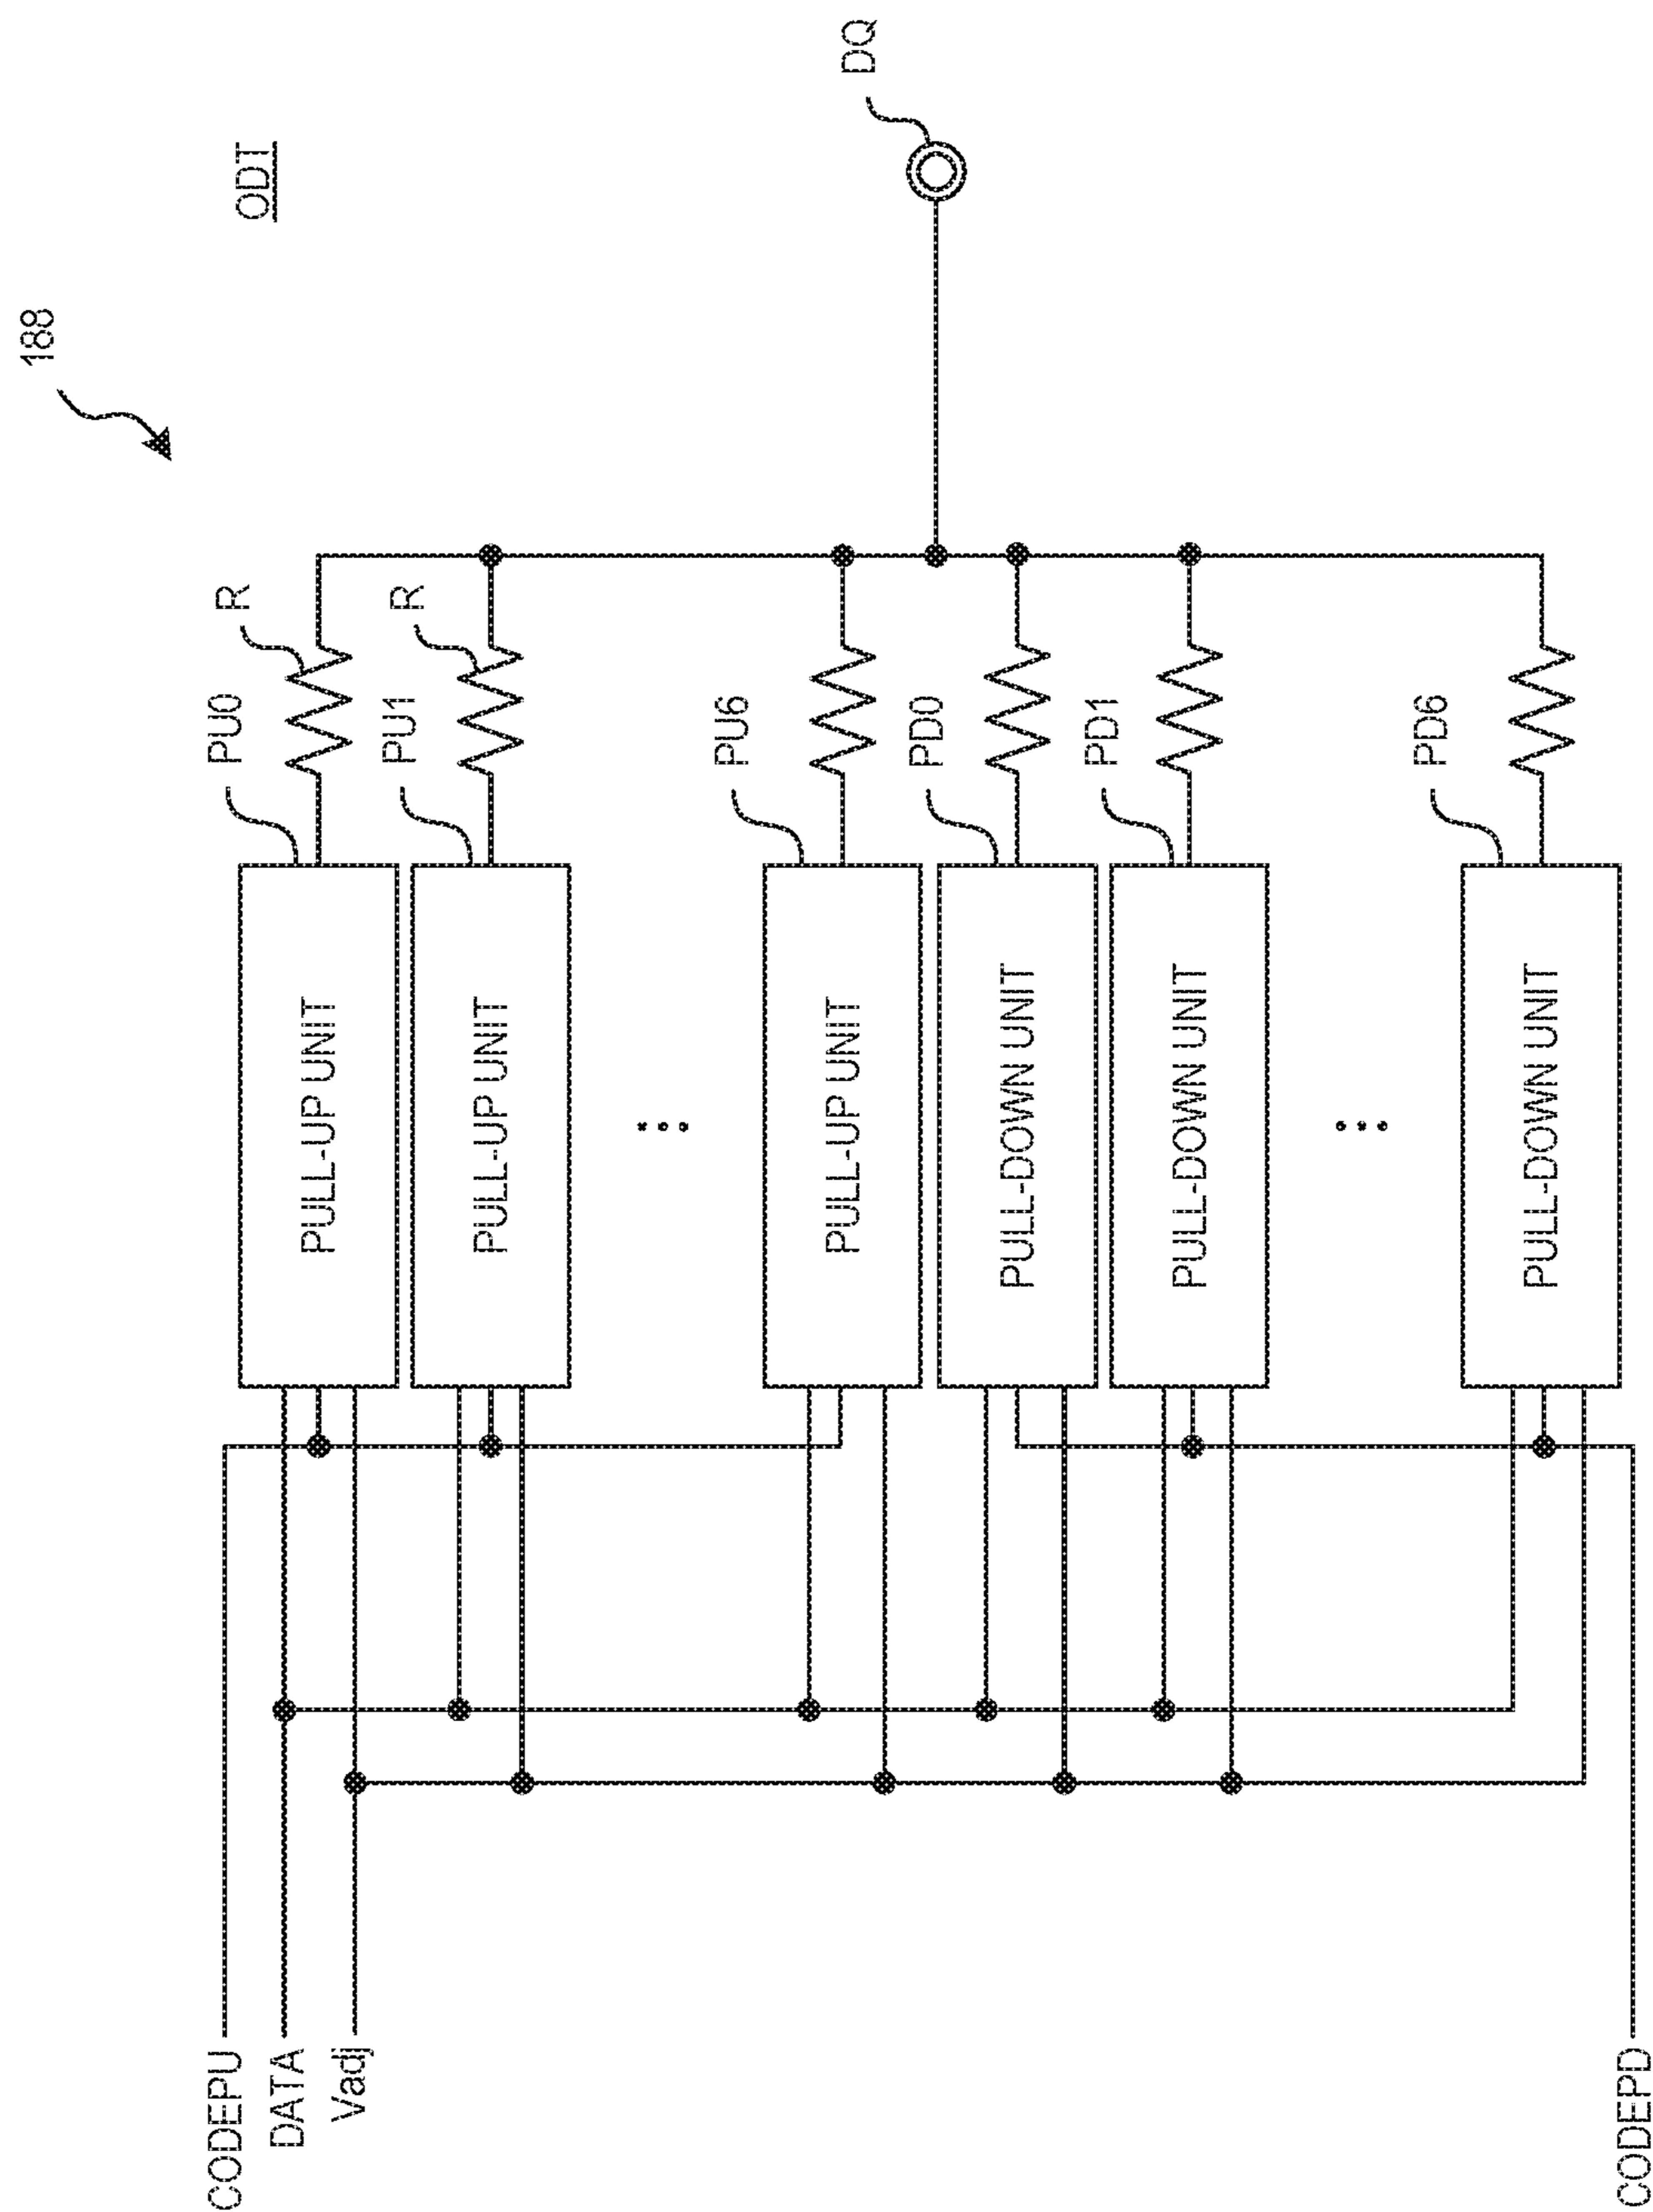 188
ODT
CODEPU
DATA
Vadj
PULL-UP UNIT
PU0
R
PULL-UP UNIT
PU1
R
PULL-UP UNIT
PU6
DQ
PULL-DOWN UNIT
PD0
PULL-DOWN UNIT
PD1
PULL-DOWN UNIT
PD6
CODEPD